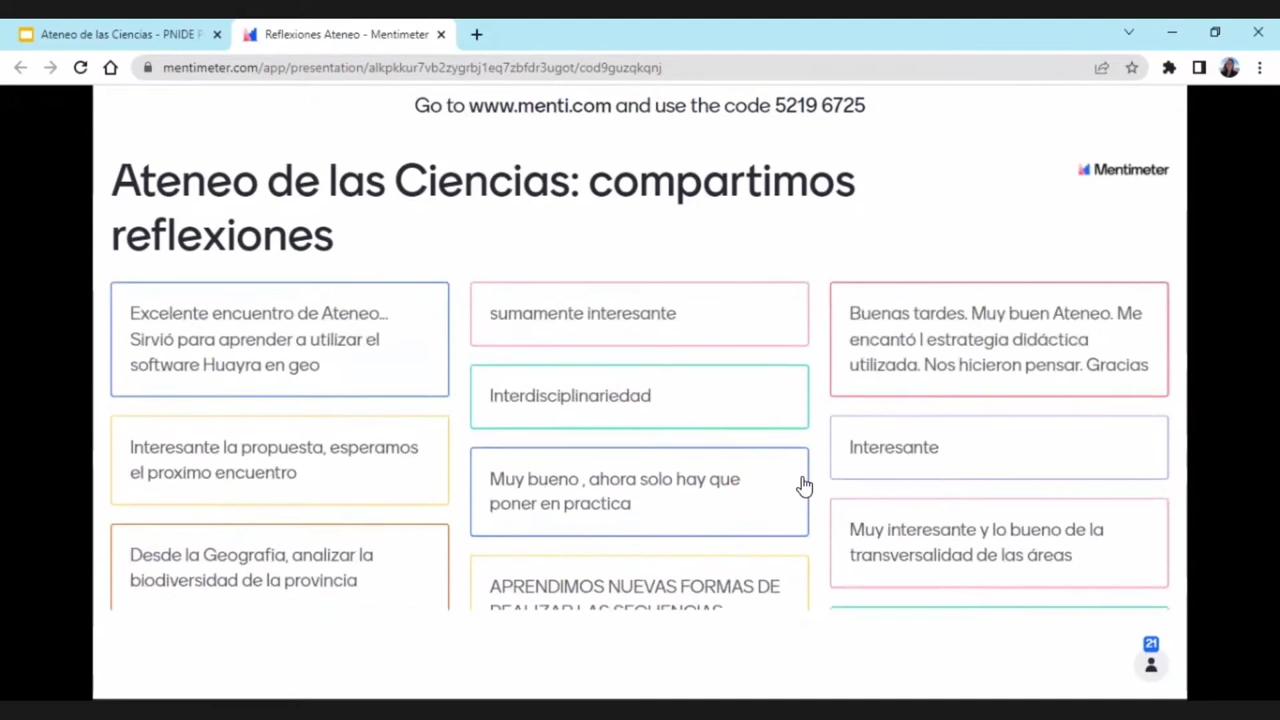 Ateneo de las Ciencias - PNIDE
Reflexiones Ateneo - Mentimeter
mentimeter.com/app/presentation/alkpkkur7vb2zygrbj1eq7zbfdr3ugot/cod9guzqkqnj
Go to www.menti.com and use the code 5219 6725
Ateneo de las Ciencias: compartimos
reflexiones
Mentimeter
Excelente encuentro de Ateneo...
Sirvió para aprender a utilizar el
software Huayra en geo
Interesante la propuesta, esperamos
el proximo encuentro
Desde la Geografia, analizar la
biodiversidad de la provincia
sumamente interesante
Interdisciplinariedad
Muy bueno , ahora solo hay que
poner en practica
APRENDIMOS NUEVAS FORMAS DE
REALIZAR LAS SECUENCIAS
Buenas tardes. Muy buen Ateneo. Me
encantó l estrategia didáctica
utilizada. Nos hicieron pensar. Gracias
Interesante
Muy interesante y lo bueno de la
transversalidad de las áreas
21